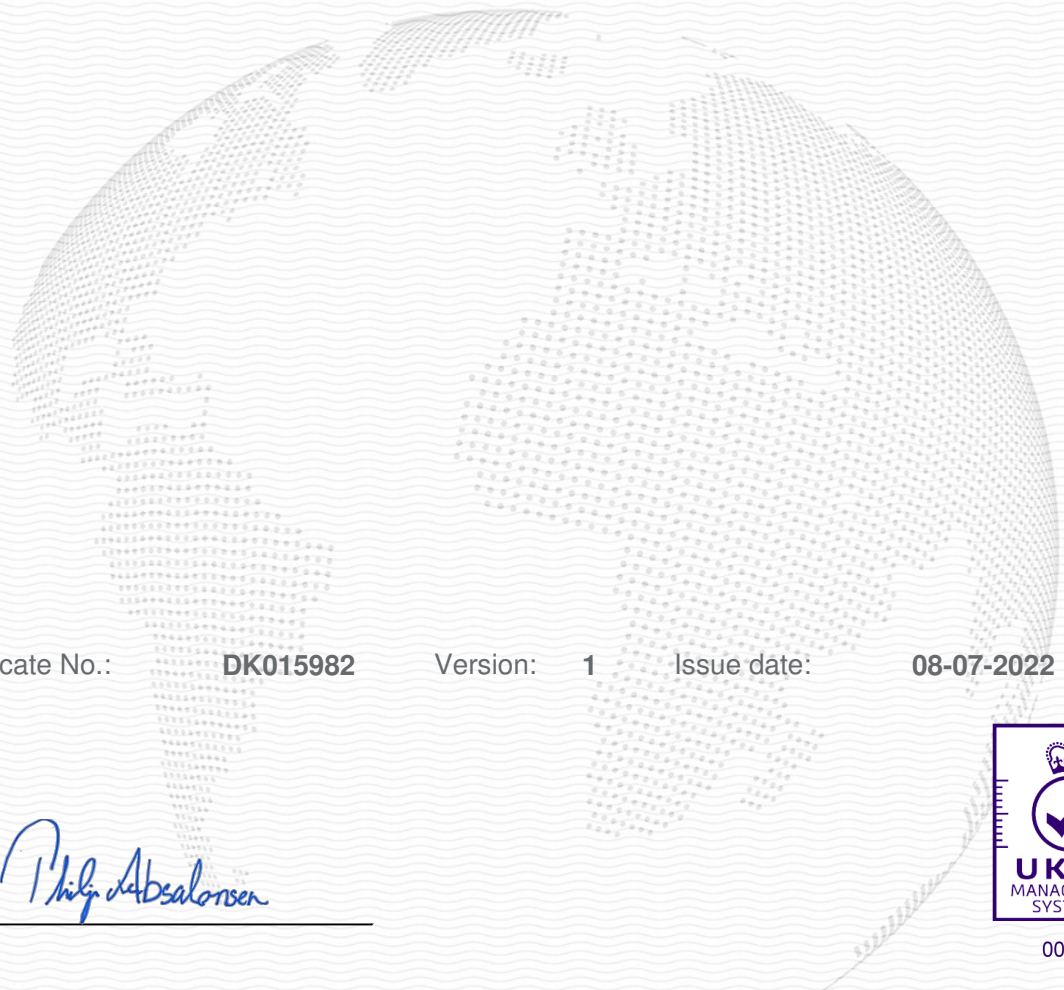 cate No.: DK015982 Version: 1 Issue date: 08-07-2022
Philip Absalonsen
UK
MANAG
SYST
00